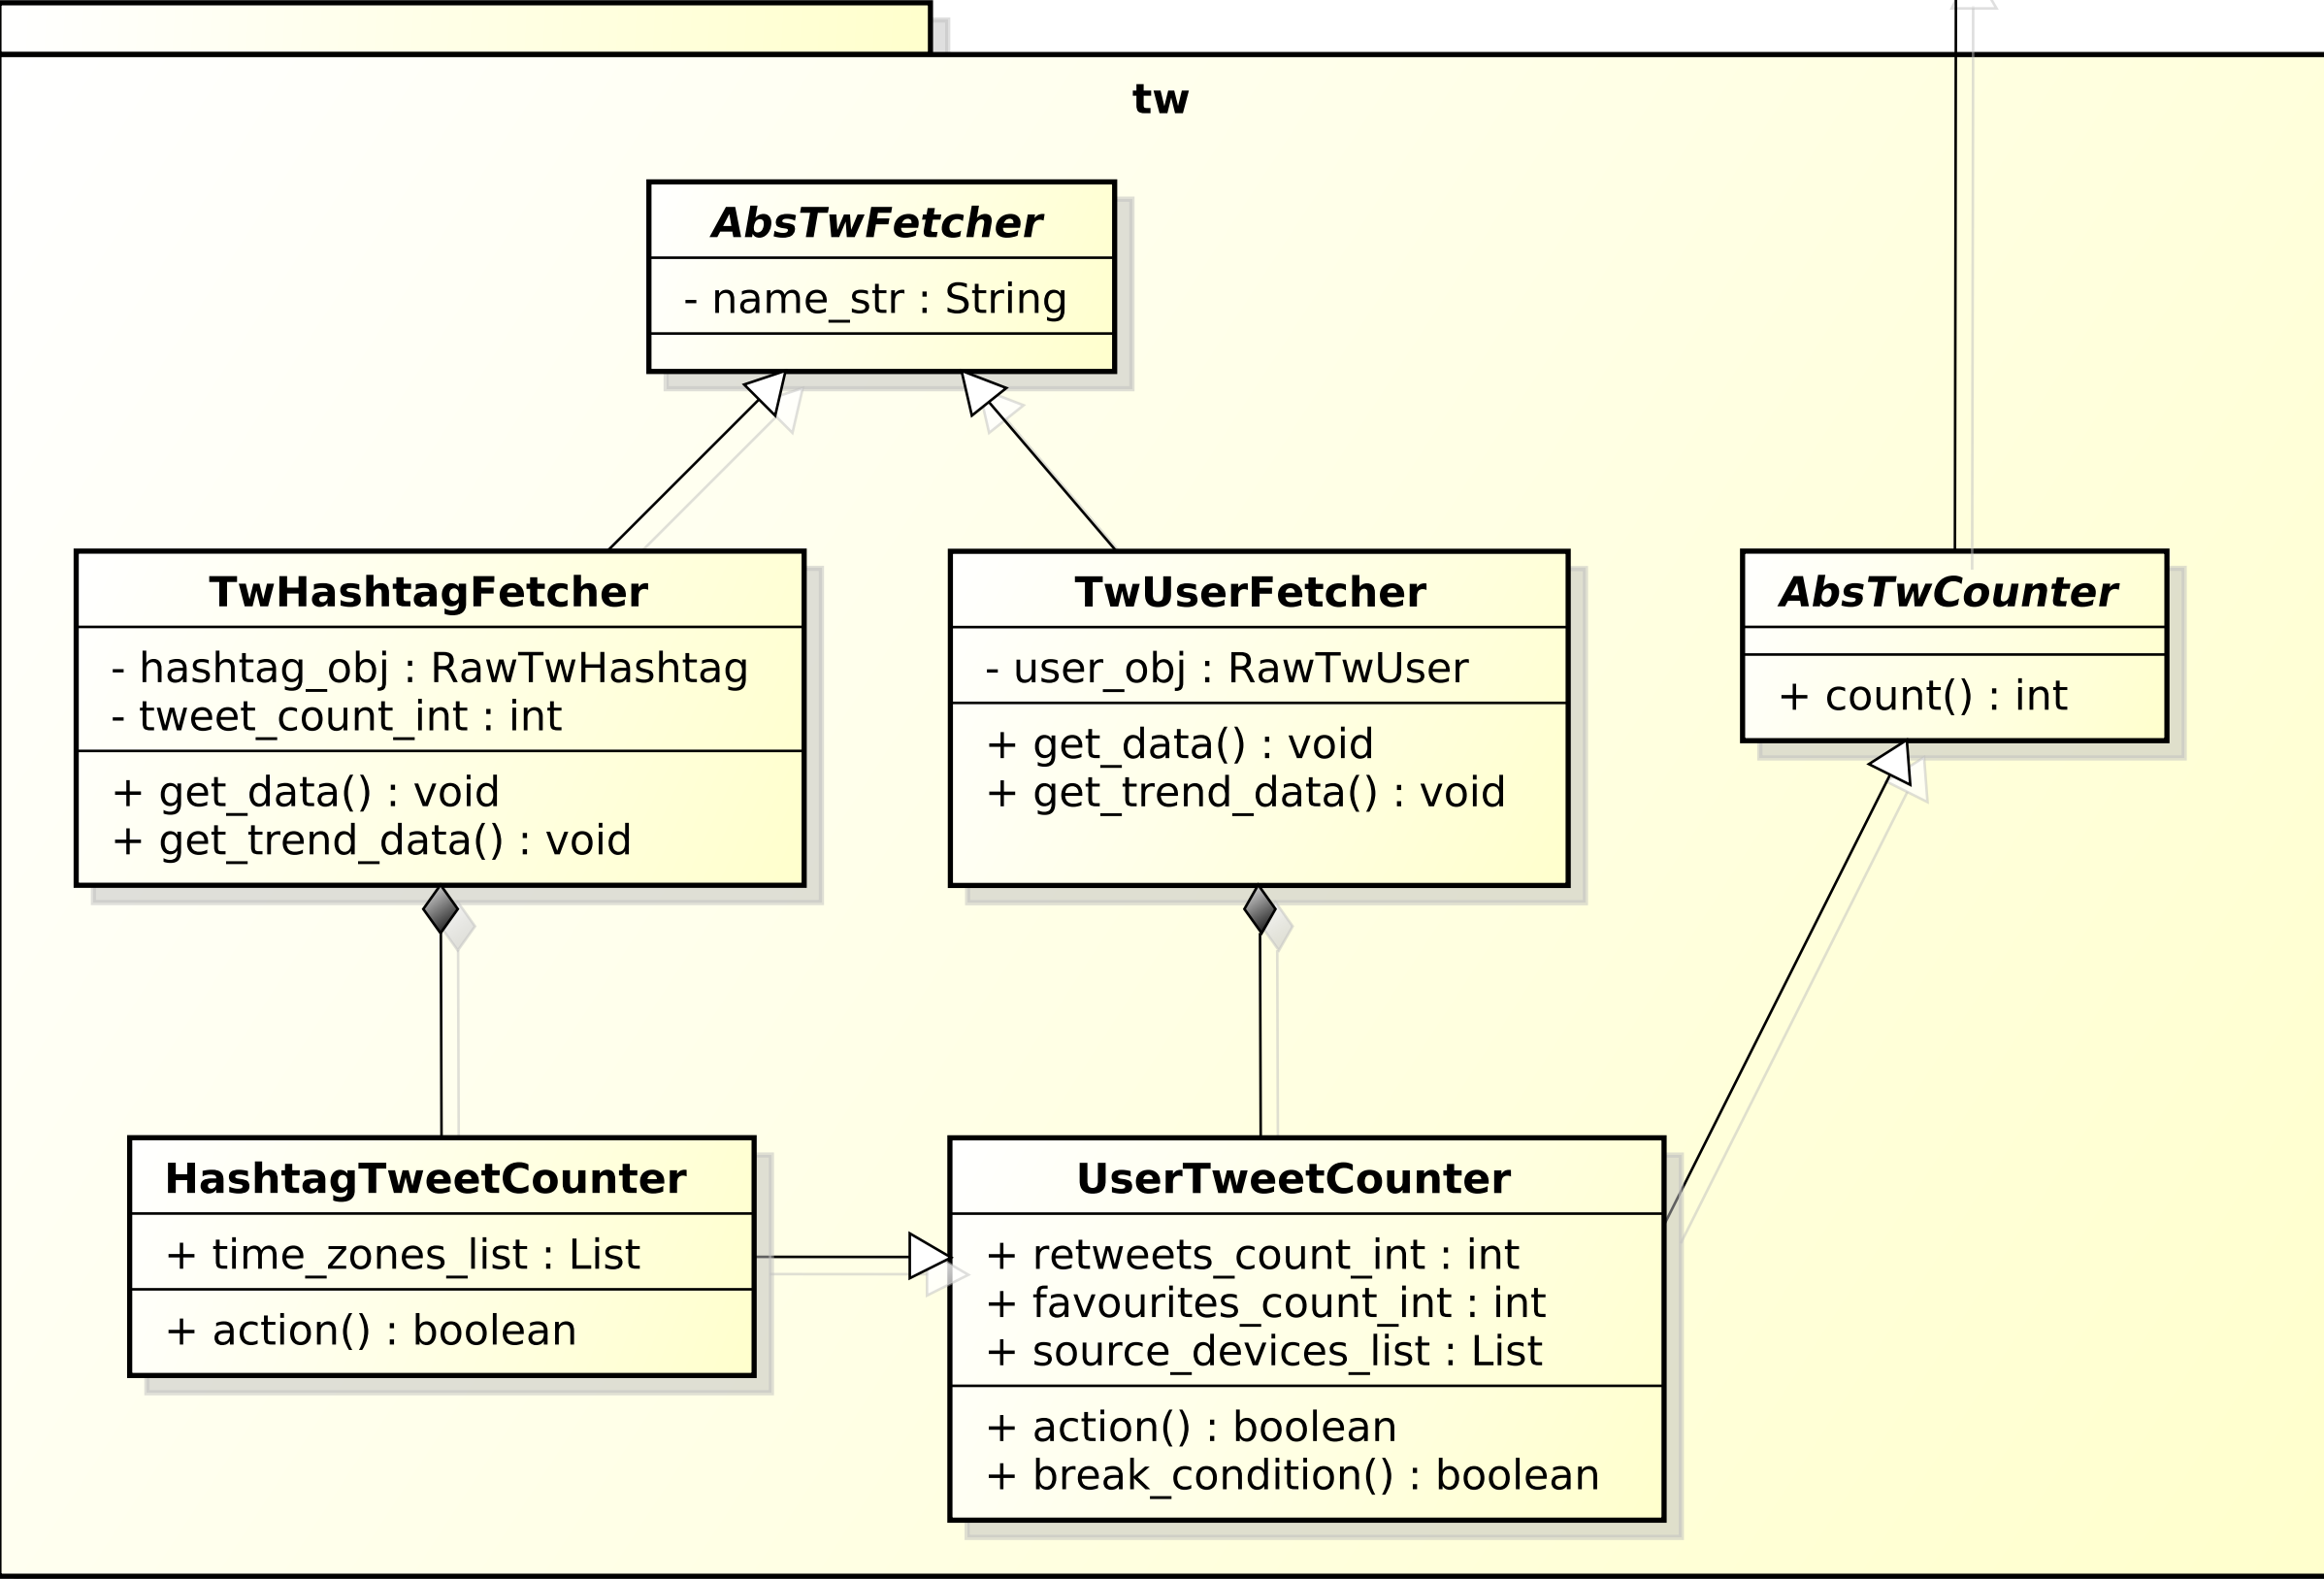 tw
AbsTwFetcher
- name_str : String
TwHashtagFetcher
- hashtag_obj : RawTwHashtag
- tweet_count_int : int
+ get_data() : void
+ get_trend_data() : void
TwUserFetcher
- user_obj : RawTwUser
+ get_data() : void
+ get_trend_data() : void
AbsTwCounter
+ count() : int
HashtagTweetCounter
+ time_zones_list : List
+ action() : boolean
UserTweetCounter
+ retweets_count_int : int
+ favourites_count_int : int
+ source_devices_list : List
+ action() : boolean
+ break_condition() : boolean